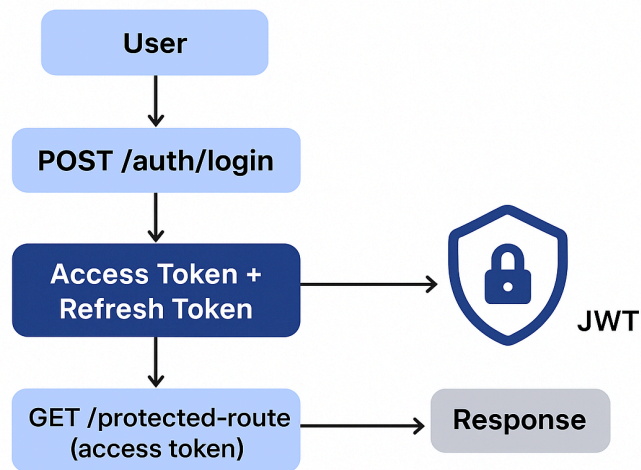 User
POST /auth/login
Access Token +
Refresh Token
JWT
GET /protected-route
(access token)
Response